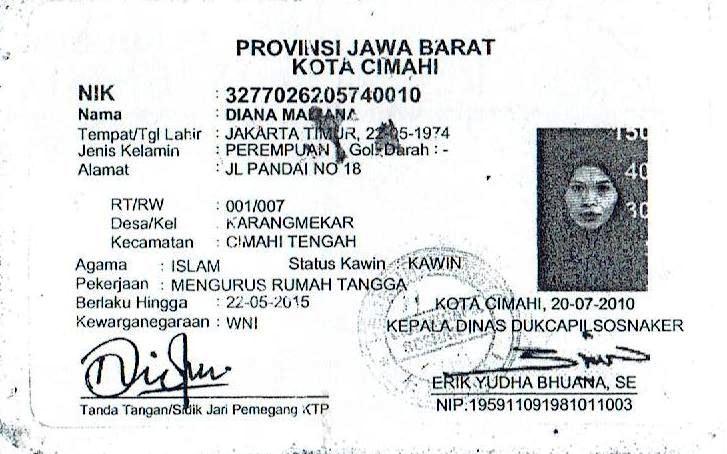 PROVINSI JAWA BARAT
KOTA CIMAHI
NIK : 3277026205740010
Nama : DIANA
Tempat/Tgl Lahir : JAKARTA TIMUR, 22-05-1974
Jenis Kelamin : PEREMPUAN Gol. Darah : -
Alamat : JL PANDAI NO 18
RT/RW : 001/007
Desa/Kel : KARANGMEKAR
Kecamatan : CIMAHI TENGAH
Agama : ISLAM Status Kawin : KAWIN
Pekerjaan : MENGURUS RUMAH TANGGA
Berlaku Hingga : 22-05-2015
Kewarganegaraan : WNI
150
40
30
KOTA CIMAHI, 20-07-2010
KEPALA DINAS DUKCAPILSOSNAKER
ERIK YUDHA BHUANA, SE
NIP.195911091981011003
Tanda Tangan/Sidik Jari Pemegang KTP